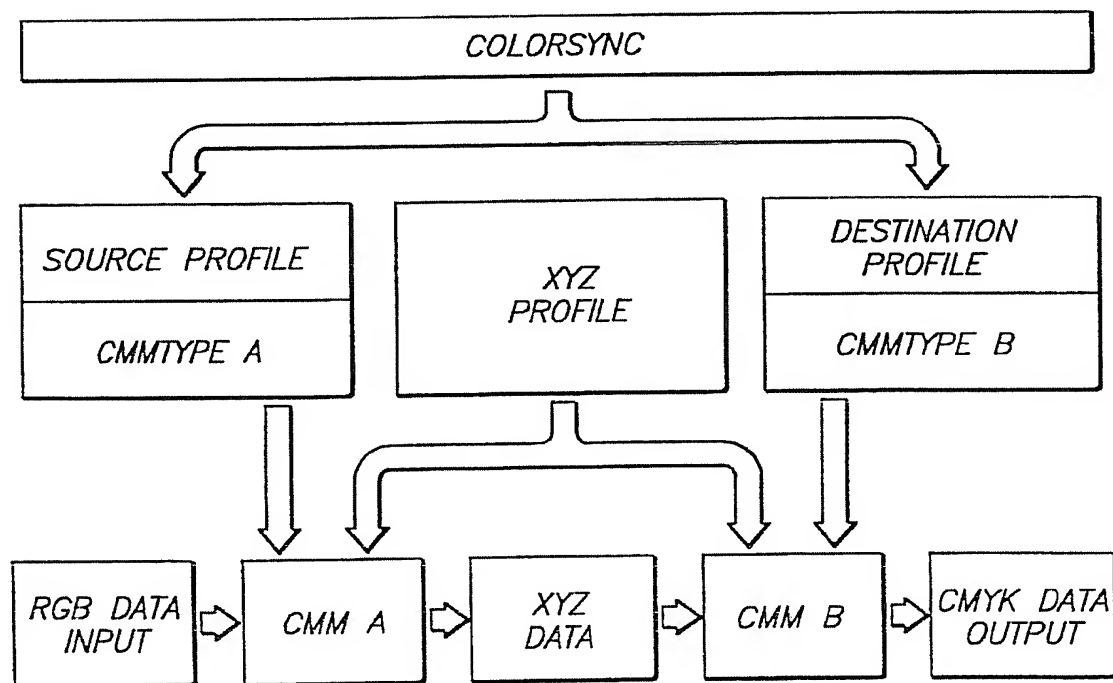 COLORSYNC
SOURCE PROFILE
CMMTYPE A
XYZ
PROFILE
DESTINATION
PROFILE
CMMTYPE B
RGB DATA
INPUT
CMM A
XYZ
DATA
CMM B
CMYK DATA
OUTPUT